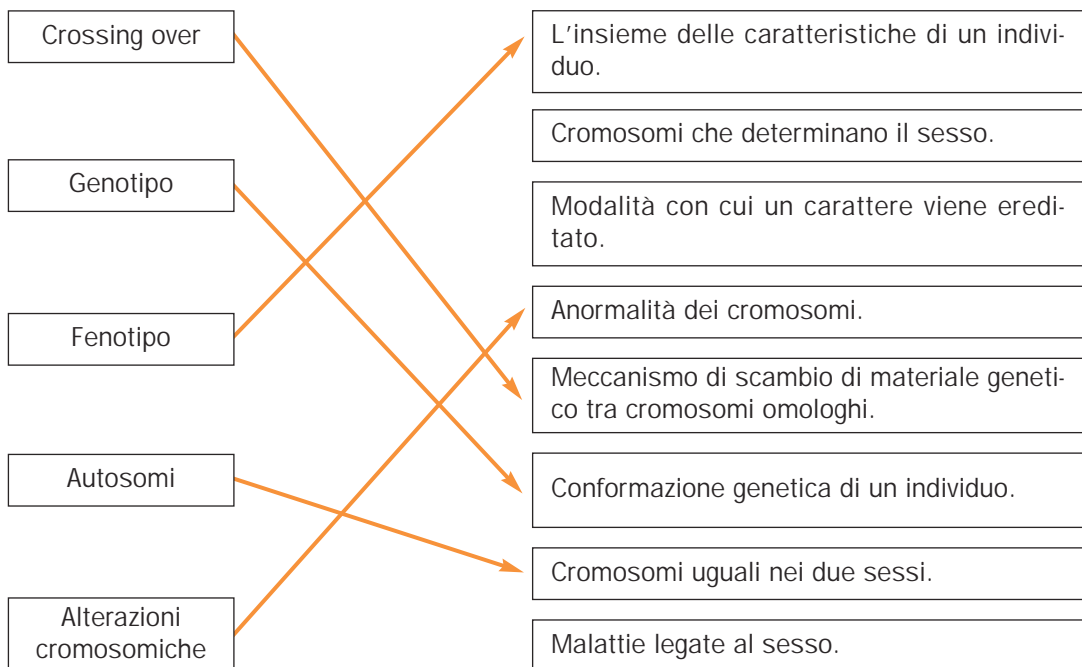 Crossing over
Genotipo
Fenotipo
Autosomi
Alterazioni
cromosomiche
L'insieme delle caratteristiche di un indivi-
duo.
Cromosomi che determinano il sesso.
Modalità con cui un carattere viene eredi-
tato.
Anormalità dei cromosomi.
Meccanismo di scambio di materiale geneti-
co tra cromosomi omologhi.
Conformazione genetica di un individuo.
Cromosomi uguali nei due sessi.
Malattie legate al sesso.